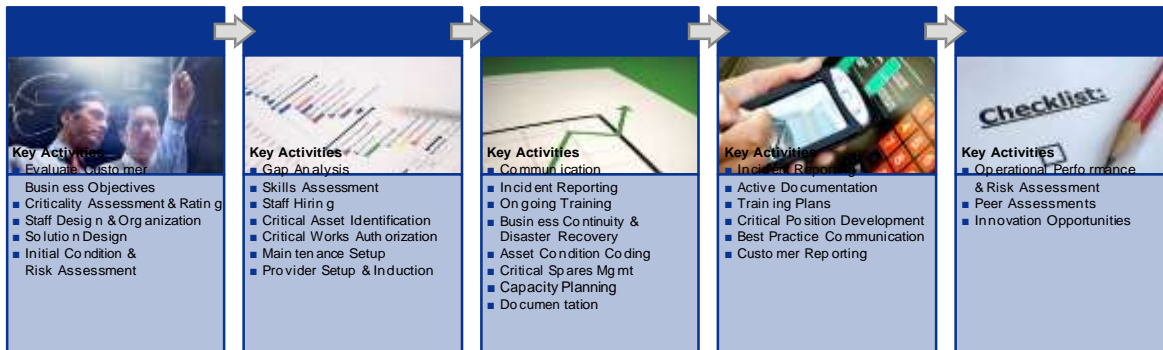 Key Activities
Evaluate Customer
Business Objectives
Criticality Assessment & Rating
Staff Design & Organization
Solution Design
Initial Condition &
Risk Assessment
Key Activities
Gap Analysis
Skills Assessment
Staff Hiring
Critical Asset Identification
Critical Works Authorization
Maintenance Setup
Provider Setup & Induction
Key Activities
Communication
Incident Reporting
Ongoing Training
Business Continuity &
Disaster Recovery
Asset Condition Coding
Critical Spares Mgmt
Capacity Planning
Documentation
Key Activities
Incident Reporting
Active Documentation
Training Plans
Critical Position Development
Best Practice Communication
Customer Reporting
Checklist:
Key Activities
Operational Performance
& Risk Assessment
Peer Assessments
Innovation Opportunities